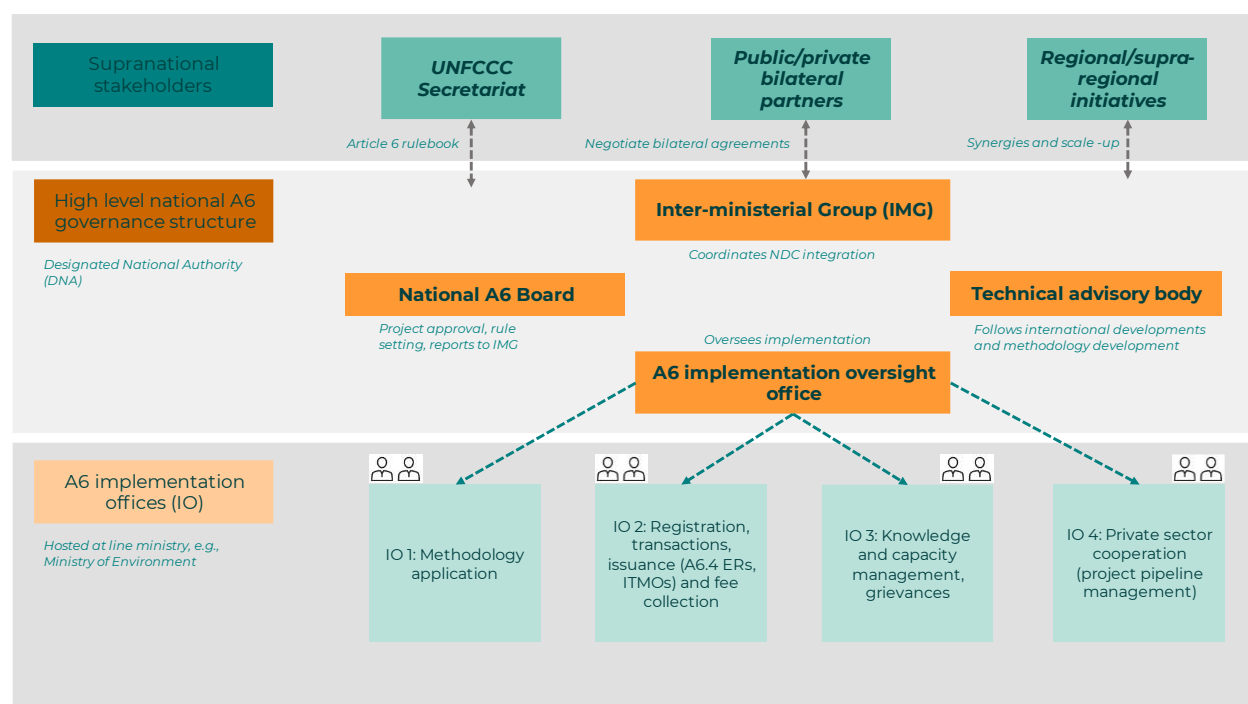 Supranational
stakeholders
UNFCCC
Secretariat
Public/private
bilateral
partners
Regional/supra-
regional
initiatives
Article 6 rulebook
Negotiate bilateral agreements
Synergies and scale -up
High level national A6
governance structure
Designated National Authority
(DNA)
Inter-ministerial Group (IMG)
Coordinates NDC integration
National A6 Board
Project approval, rule
setting, reports to IMG
Technical advisory body
Follows international developments
and methodology development
Oversees implementation
A6 implementation oversight
office
A6 implementation
offices (IO)
Hosted at line ministry, e.g.,
Ministry of Environment
IO 1: Methodology
application
IO 2: Registration,
transactions,
issuance (A6.4 ERs,
ITMOs) and fee
collection
IO 3: Knowledge
and capacity
management,
grievances
IO 4: Private sector
cooperation
(project pipeline
management)